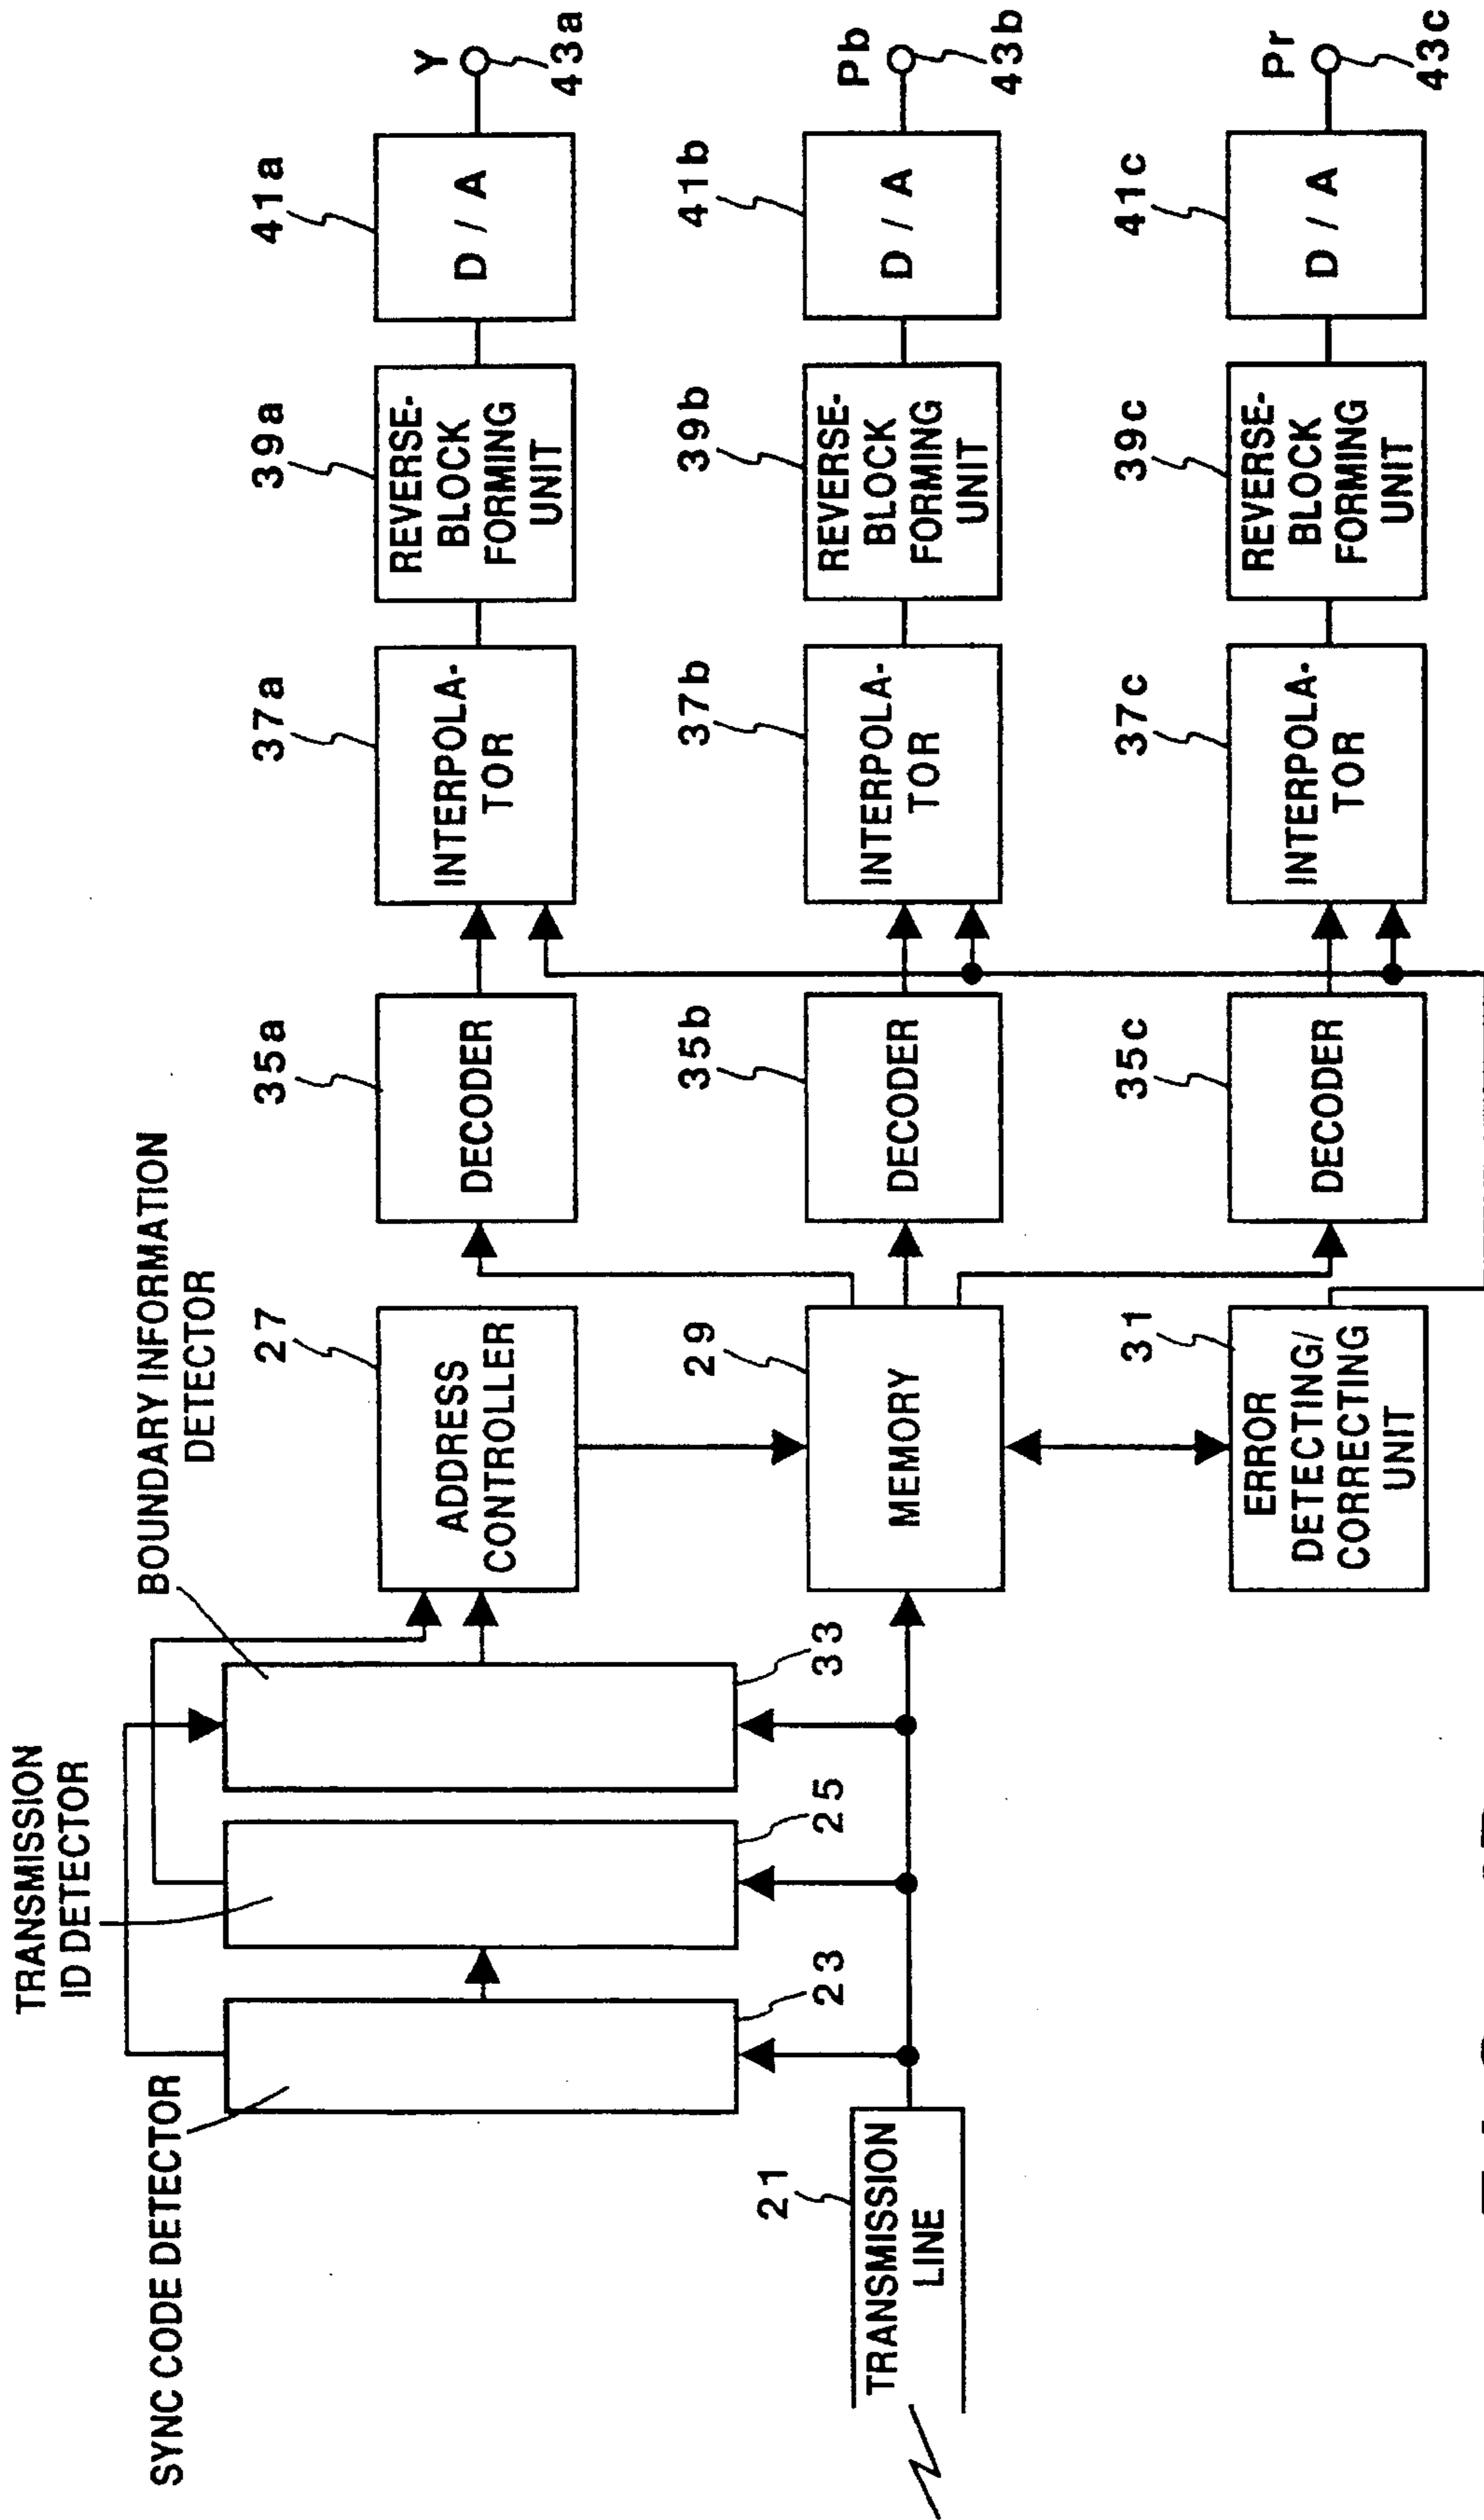 TRANSMISSION
ID DETECTOR
SYNC CODE DETECTOR
BOUNDARY INFORMATION
DETECTOR
23
25
33
21
TRANSMISSION
LINE
27
ADDRESS
CONTROLLER
29
MEMORY
31
ERROR
DETECTING/
CORRECTING
UNIT
35a
DECODER
37a
INTERPOLA-
TOR
39a
REVERSE-
BLOCK
FORMING
UNIT
41a
D / A
Y
43a
35b
DECODER
37b
INTERPOLA-
TOR
39b
REVERSE-
BLOCK
FORMING
UNIT
41b
D / A
Pb
43b
35c
DECODER
37c
INTERPOLA-
TOR
39c
REVERSE-
BLOCK
FORMING
UNIT
41c
D / A
Pr
43c